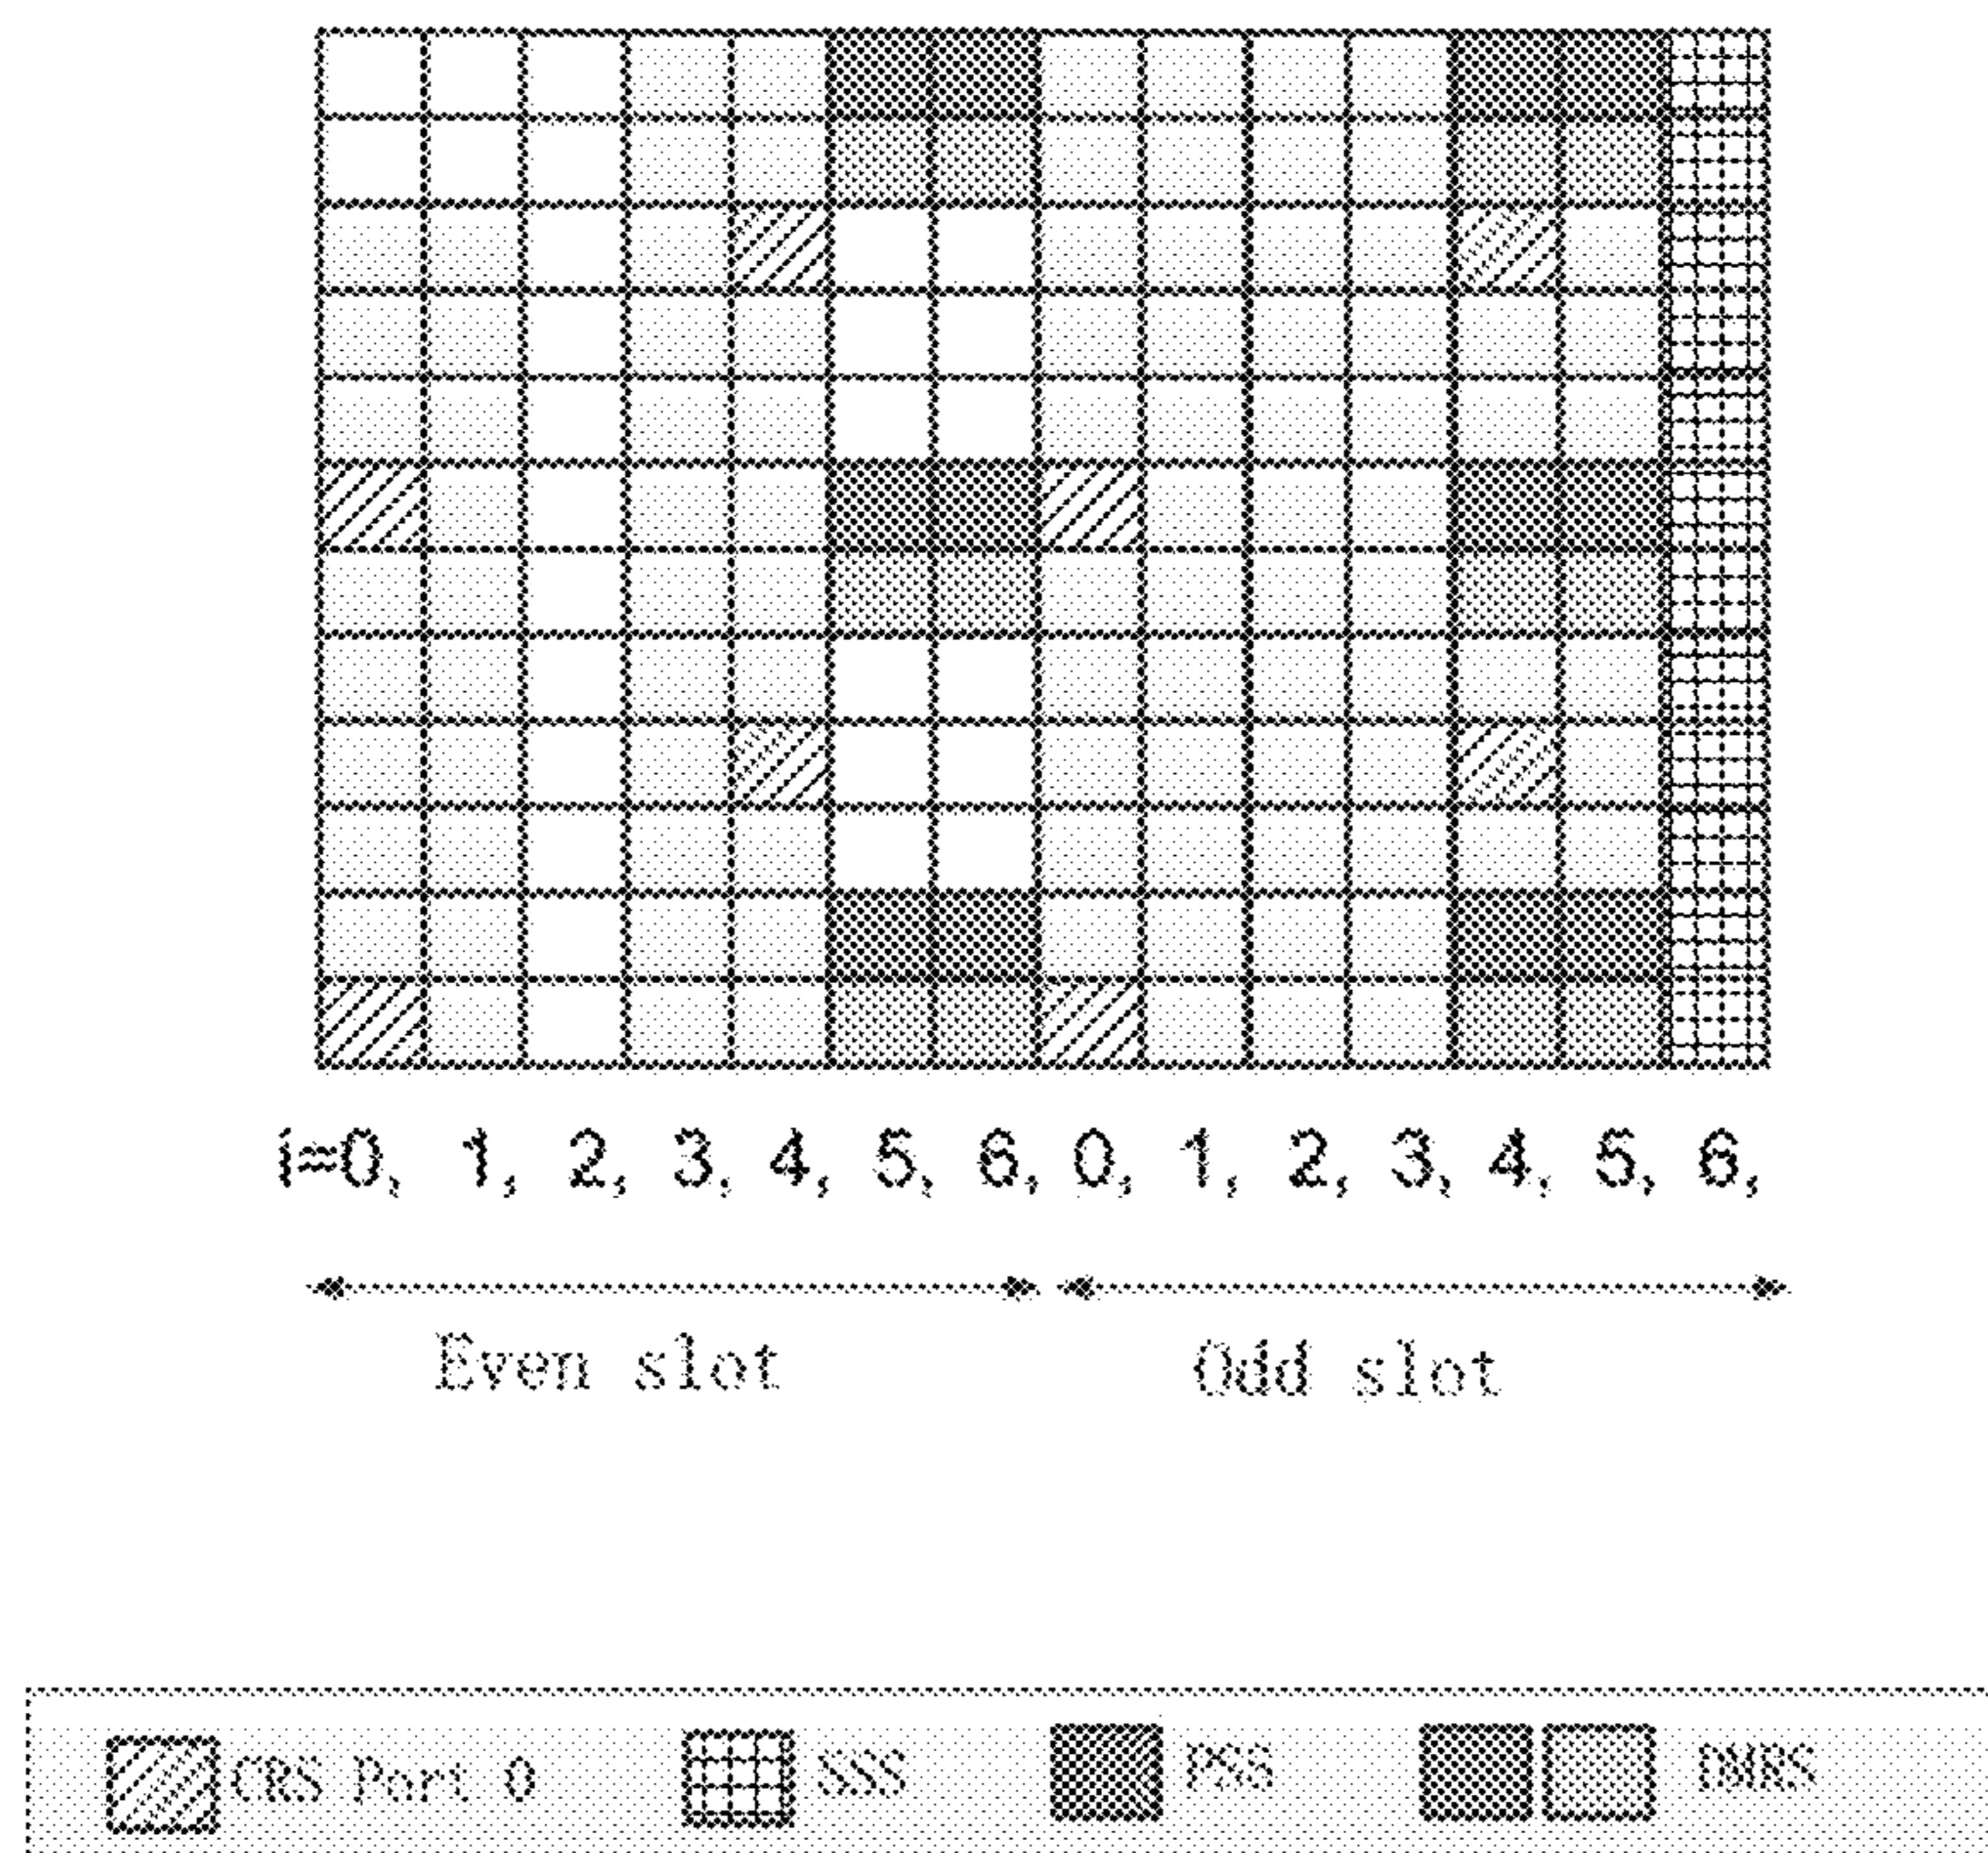 i=0, 1, 2, 3, 4, 5, 6, 0, 1, 2, 3, 4, 5, 6,
Even slot Odd slot
CRS Port 0 SSS PSS DMRS